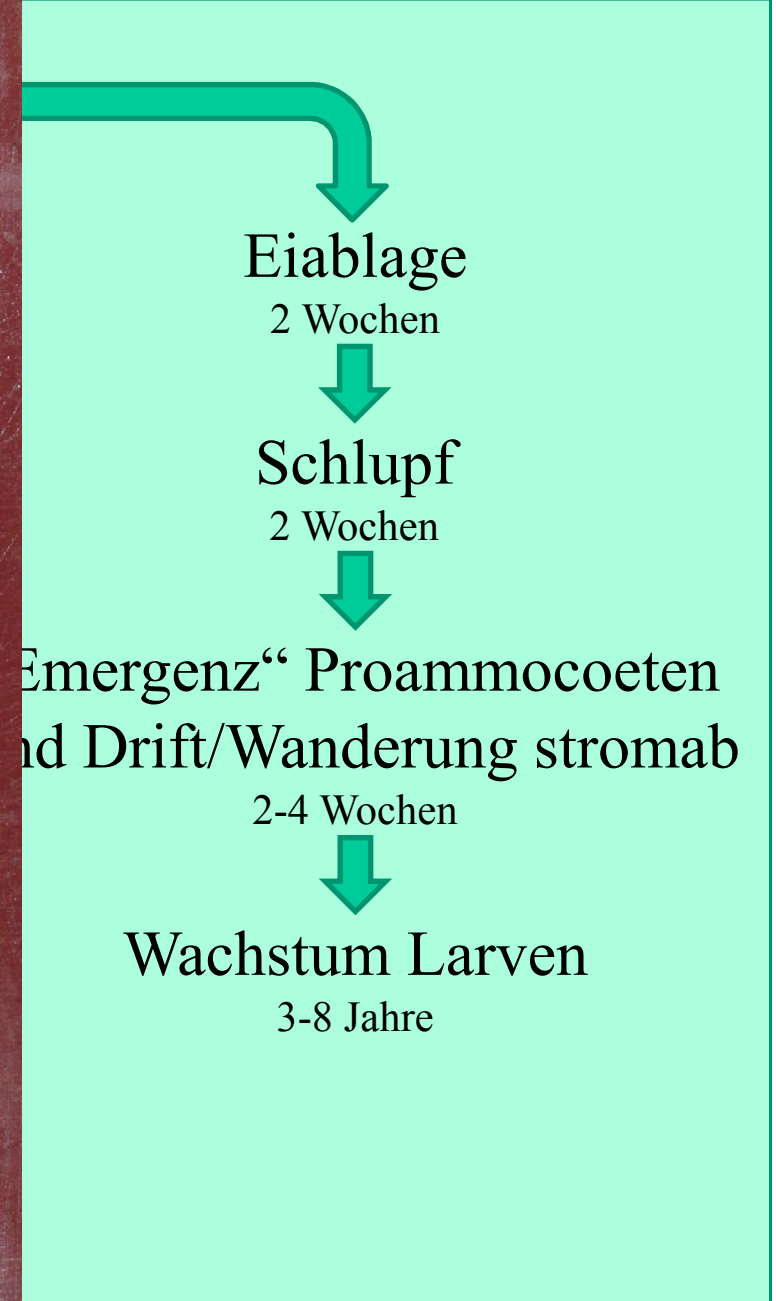 Eiablage
2 Wochen
Schlupf
2 Wochen
Emergenz“ Proammocoeten
nd Drift/Wanderung stromab
2-4 Wochen
Wachstum Larven
3-8 Jahre